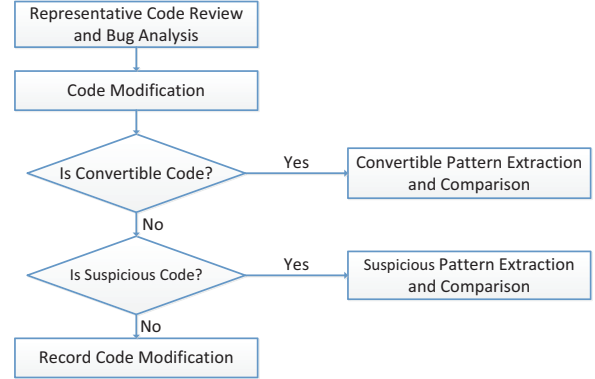 Representative Code Review
and Bug Analysis
Code Modification
Is Convertible Code?
Yes
Convertible Pattern Extraction
and Comparison
No
Is Suspicious Code?
Yes
Suspicious Pattern Extraction
and Comparison
No
Record Code Modification